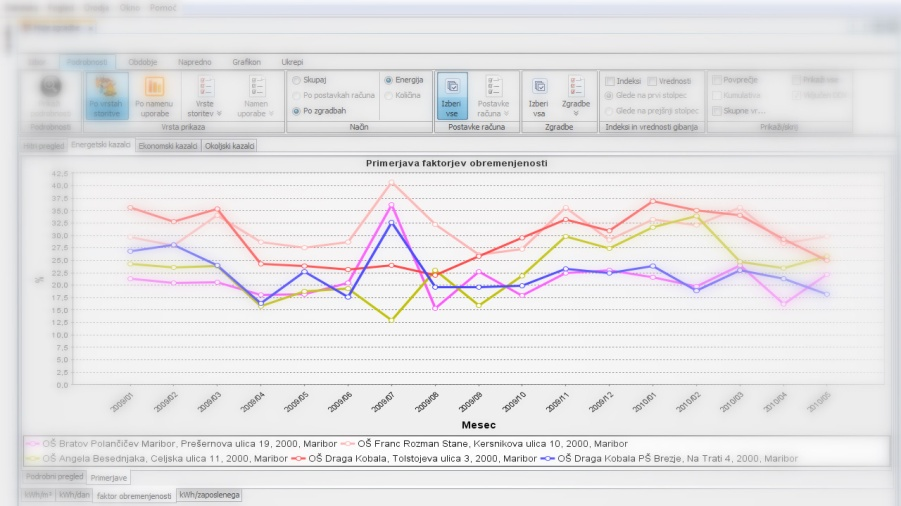 Okno Pomoč
Podrobnosti Obdobje Napredno Grafikon Ukrepi
Po vrstah storitve
Po namenu uporabe
Vrste storitev
Namen uporabe
Skupaj
Po postavkah računa
Po zgradbah
Energija
Količina
Izberi vse
Postavke računa
Izberi vsa
Zgradbe
Indeksi Vrednosti
Glede na prvi stolpec
Glede na prejšnji stolpec
Povprečje
Kumulative
Skupne vr...
Podrobnosti Vrsta prikaza Način Postavke računa Zgradbe Indeksi in vrednosti gibanja
Hitri pregled Energetski kazalci Ekonomski kazalci Okoljski kazalci
Primerjava faktorjev obremenjenosti
42,5
40,0
37,5
35,0
32,5
30,0
27,5
25,0
22,5
20,0
17,5
15,0
12,5
10,0
7,5
5,0
2,5
0,0
%
2009/01 2009/02 2009/03 2009/04 2009/05 2009/06 2009/07 2009/08 2009/09 2009/10 2009/11 2009/12 2010/01 2010/02 2010/03 2010/04 2010/05
Mesec
OŠ Bratov Polančičev Maribor, Prešernova ulica 19, 2000, Maribor OŠ Franc Rozman Stane, Kersnikova ulica 10, 2000, Maribor
OŠ Angela Besednjaka, Celjska ulica 11, 2000, Maribor OŠ Draga Kobala, Tolstojeva ulica 3, 2000, Maribor OŠ Draga Kobala PŠ Brezje, Na Trati 4, 2000, Maribor
Podrobni pregled Primerjave
kWh/m² kWh/dan faktor obremenjenosti kWh/zaposlenega